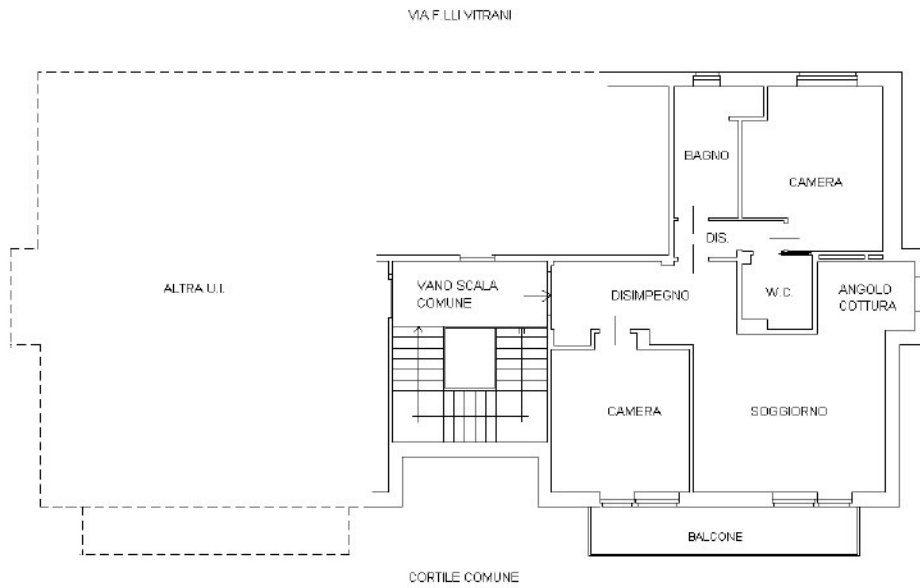 VIA F.LLI VITRANI
BAGNO
CAMERA
DIS.
ALTRA U.I.
VANO SCALA
COMUNE
DISIMPEGNO
W.C.
ANGOLO
COTTURA
CAMERA
SOGGIORNO
BALCONE
CORTILE COMUNE